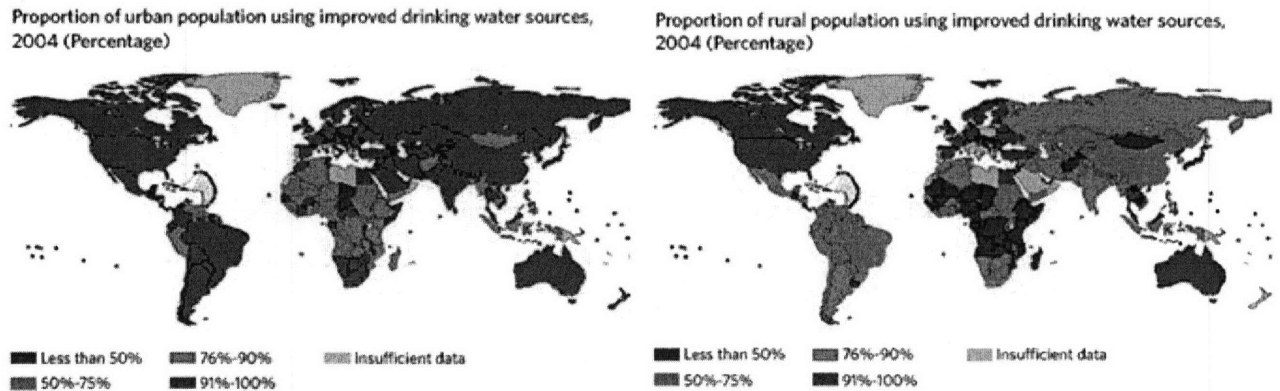 Proportion of urban population using improved drinking water sources,
2004 (Percentage)
Less than 50%
76%-90%
Insufficient data
50%-75%
91%-100%
Proportion of rural population using improved drinking water sources,
2004 (Percentage)
Less than 50%
76%-90%
Insufficient data
50%-75%
91%-100%